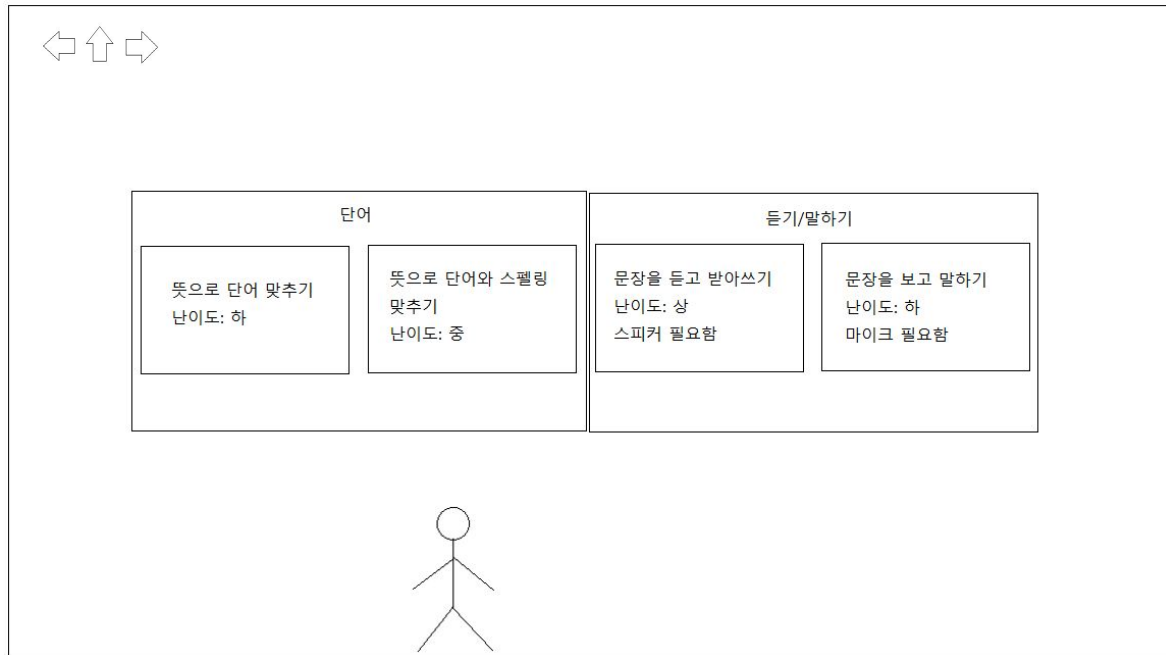 단어
뜻으로 단어 맞추기
난이도: 하
뜻으로 단어와 스펠링
맞추기
난이도: 중
듣기/말하기
문장을 듣고 받아쓰기
난이도: 상
스피커 필요함
문장을 보고 말하기
난이도: 하
마이크 필요함